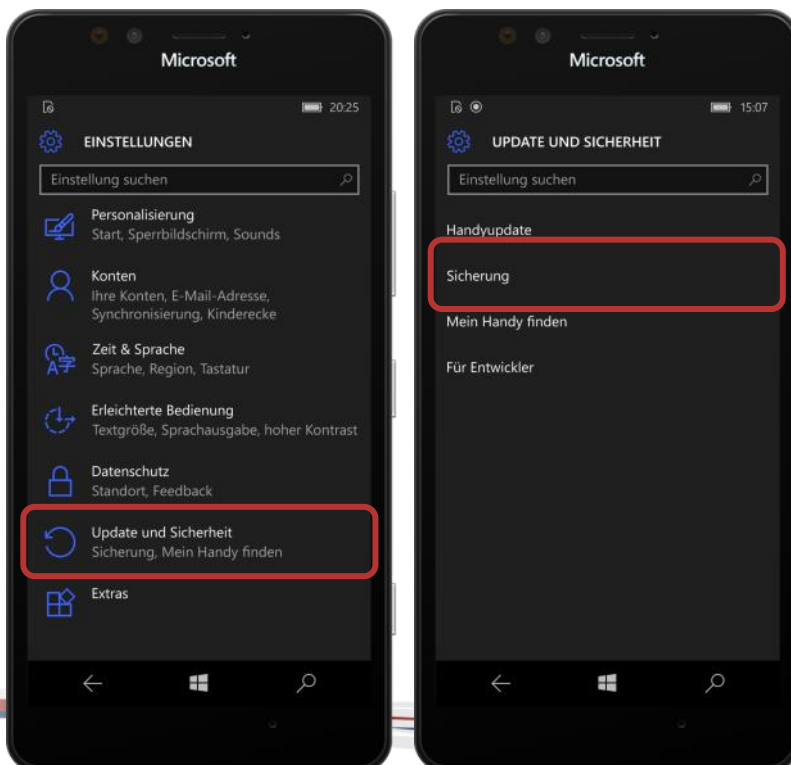 Microsoft
20:25
EINSTELLUNGEN
Einstellung suchen
Personalisierung
Start, Sperrbildschirm, Sounds
Konten
Ihre Konten, E-Mail-Adresse,
Synchronisierung, Kinderecke
Zeit & Sprache
Sprache, Region, Tastatur
Erleichterte Bedienung
Textgröße, Sprachausgabe, hoher Kontrast
Datenschutz
Standort, Feedback
Update und Sicherheit
Sicherung, Mein Handy finden
Extras
Microsoft
15:07
UPDATE UND SICHERHEIT
Einstellung suchen
Handyupdate
Sicherung
Mein Handy finden
Für Entwickler